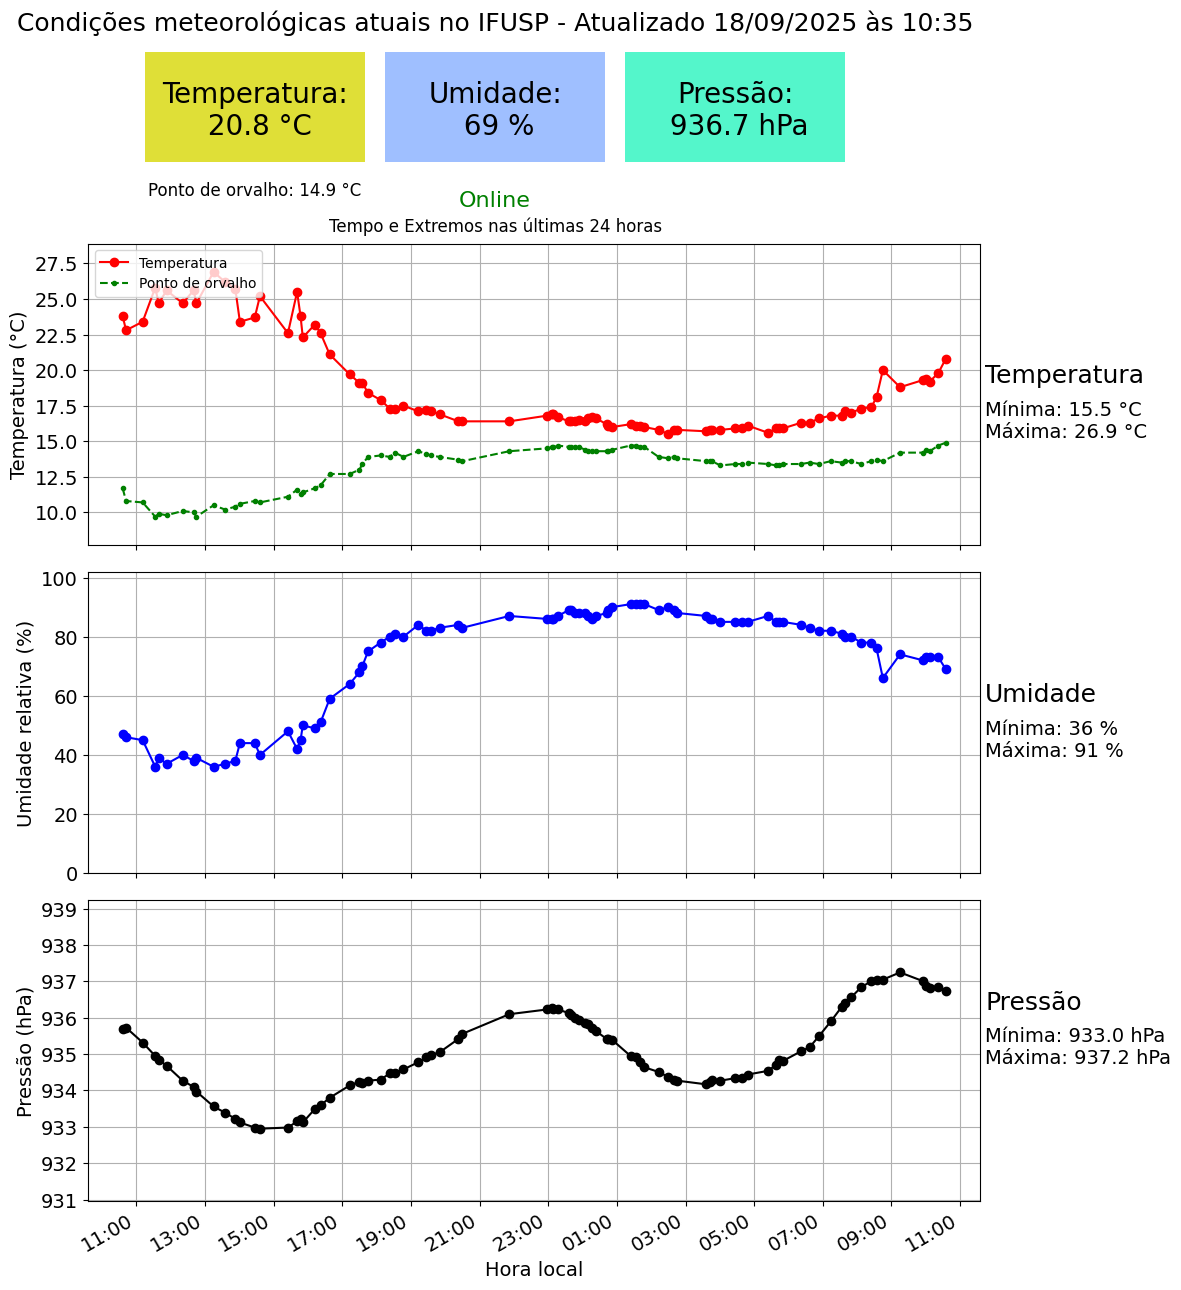 Condições meteorológicas atuais no IFUSP - Atualizado 18/09/2025 às 10:35
Temperatura:
20.8 °C
Umidade:
69 %
Pressão:
936.7 hPa
Ponto de orvalho: 14.9 °C
Online
Tempo e Extremos nas últimas 24 horas
Temperatura (°C)
27.5
25.0
22.5
20.0
17.5
15.0
12.5
10.0
Temperatura
Ponto de orvalho
Temperatura
Mínima: 15.5 °C
Máxima: 26.9 °C
Umidade relativa (%)
100
80
60
40
20
0
Umidade
Mínima: 36 %
Máxima: 91 %
Pressão (hPa)
939
938
937
936
935
934
933
932
931
Pressão
Mínima: 933.0 hPa
Máxima: 937.2 hPa
11:00
13:00
15:00
17:00
19:00
21:00
23:00
01:00
03:00
05:00
07:00
09:00
11:00
Hora local